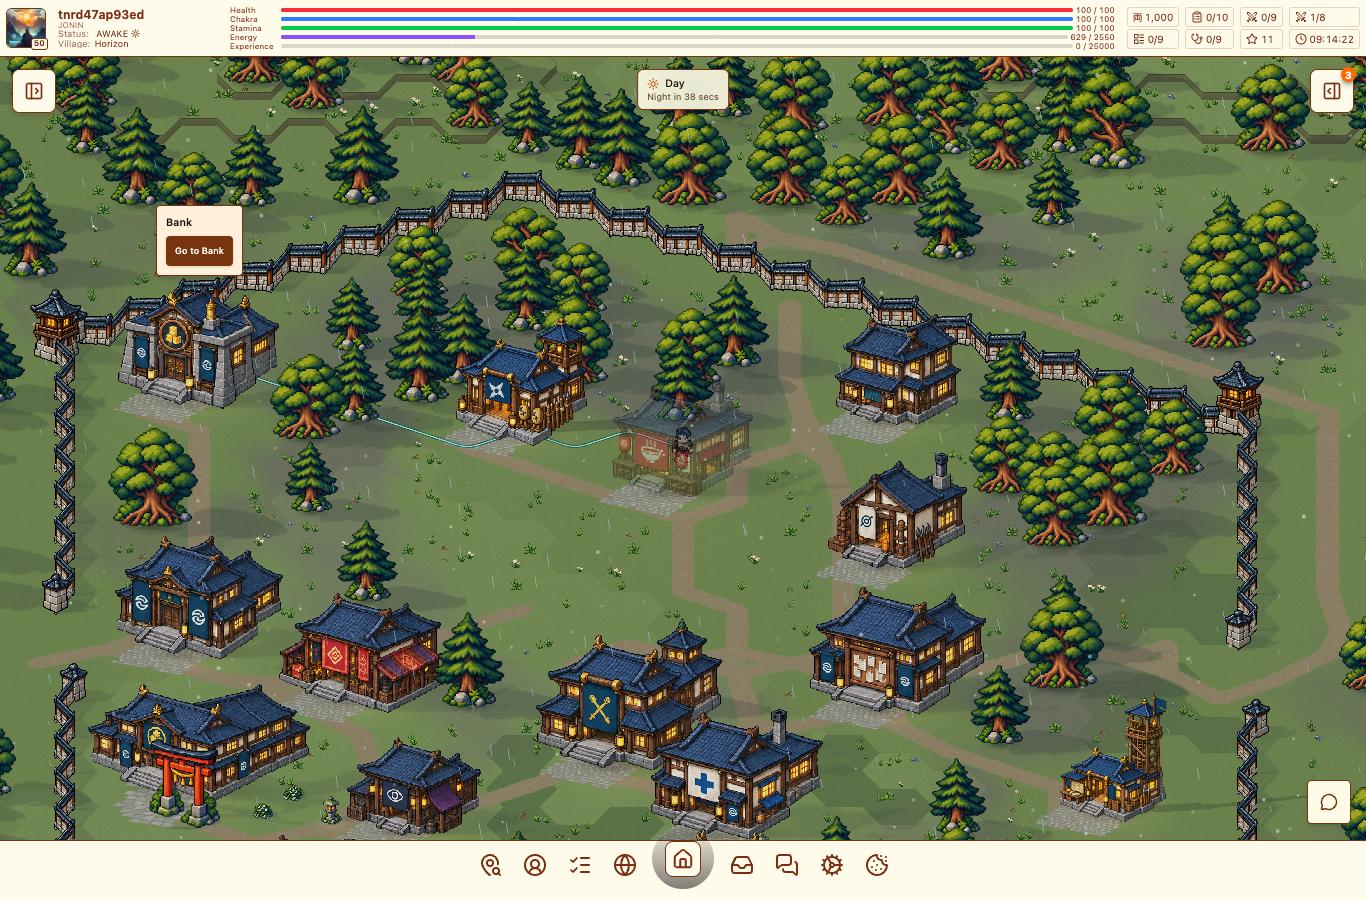 tnrd47ap93ed
JONIN
Status: AWAKE
Village: Horizon
50
Health 100 / 100
Chakra 100 / 100
Stamina 100 / 100
Energy 629 / 2550
Experience 0 / 25000
1,000
0/10
0/9
1/8
0/9
0/9
11
09:14:22
Day
Night in 38 secs
3
Bank
Go to Bank